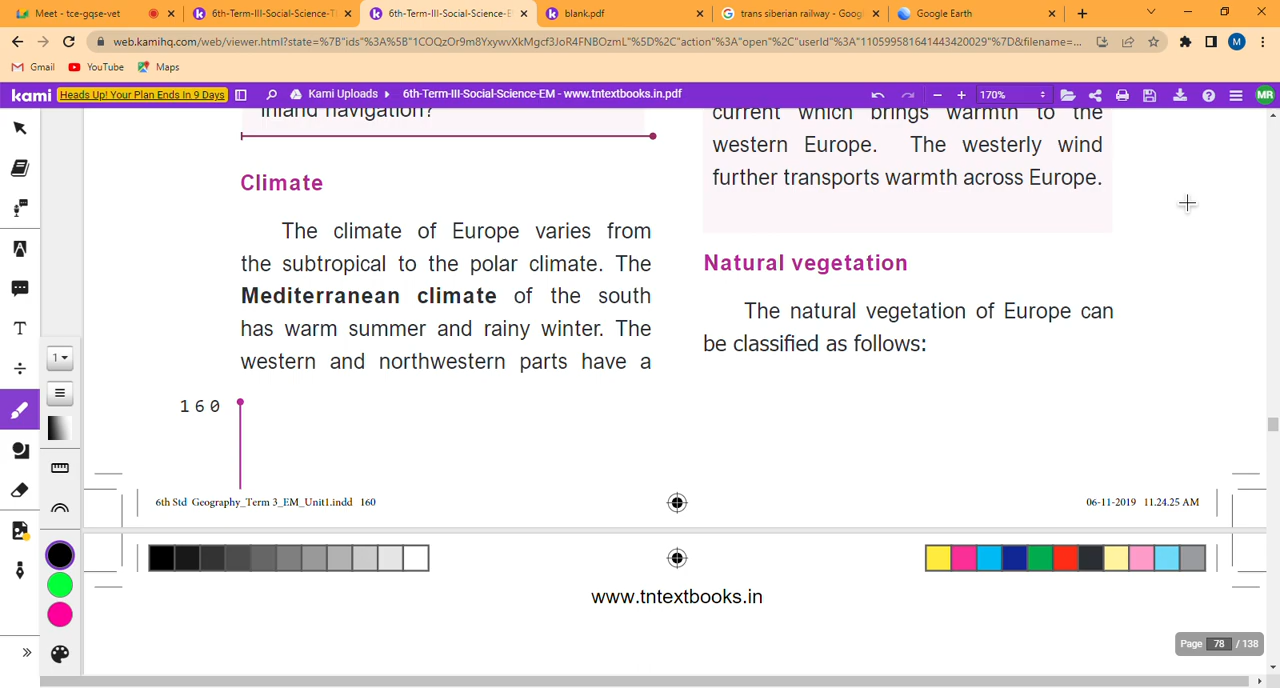 Meet - tce-gqse-vet
6th-Term-III-Social-Science-T
6th-Term-III-Social-Science-E
blank.pdf
trans siberian railway - Goog
Google Earth
web.kamihq.com/web/viewer.html?state=%7B"ids"%3A%5B"1COQzOr9m8YxywvXkMgcf3JoR4FNBOzmL"%5D%2C"action"%3A"open"%2C"userId"%3A"110599581641443420029"%7D&filename=...
M
Gmail
YouTube
Maps
kami
Heads Up! Your Plan Ends In 9 Days
Kami Uploads
6th-Term-III-Social-Science-EM - www.tntextbooks.in.pdf
170%
MR
inland navigation?
Climate
The climate of Europe varies from
the subtropical to the polar climate. The
Mediterranean climate of the south
has warm summer and rainy winter. The
western and northwestern parts have a
160
current which brings warmth to the
western Europe. The westerly wind
further transports warmth across Europe.
Natural vegetation
The natural vegetation of Europe can
be classified as follows:
1
6th Std Geography_Term 3_EM_Unit1.indd 160
06-11-2019 11.24.25 AM
www.tntextbooks.in
Page 78 / 138